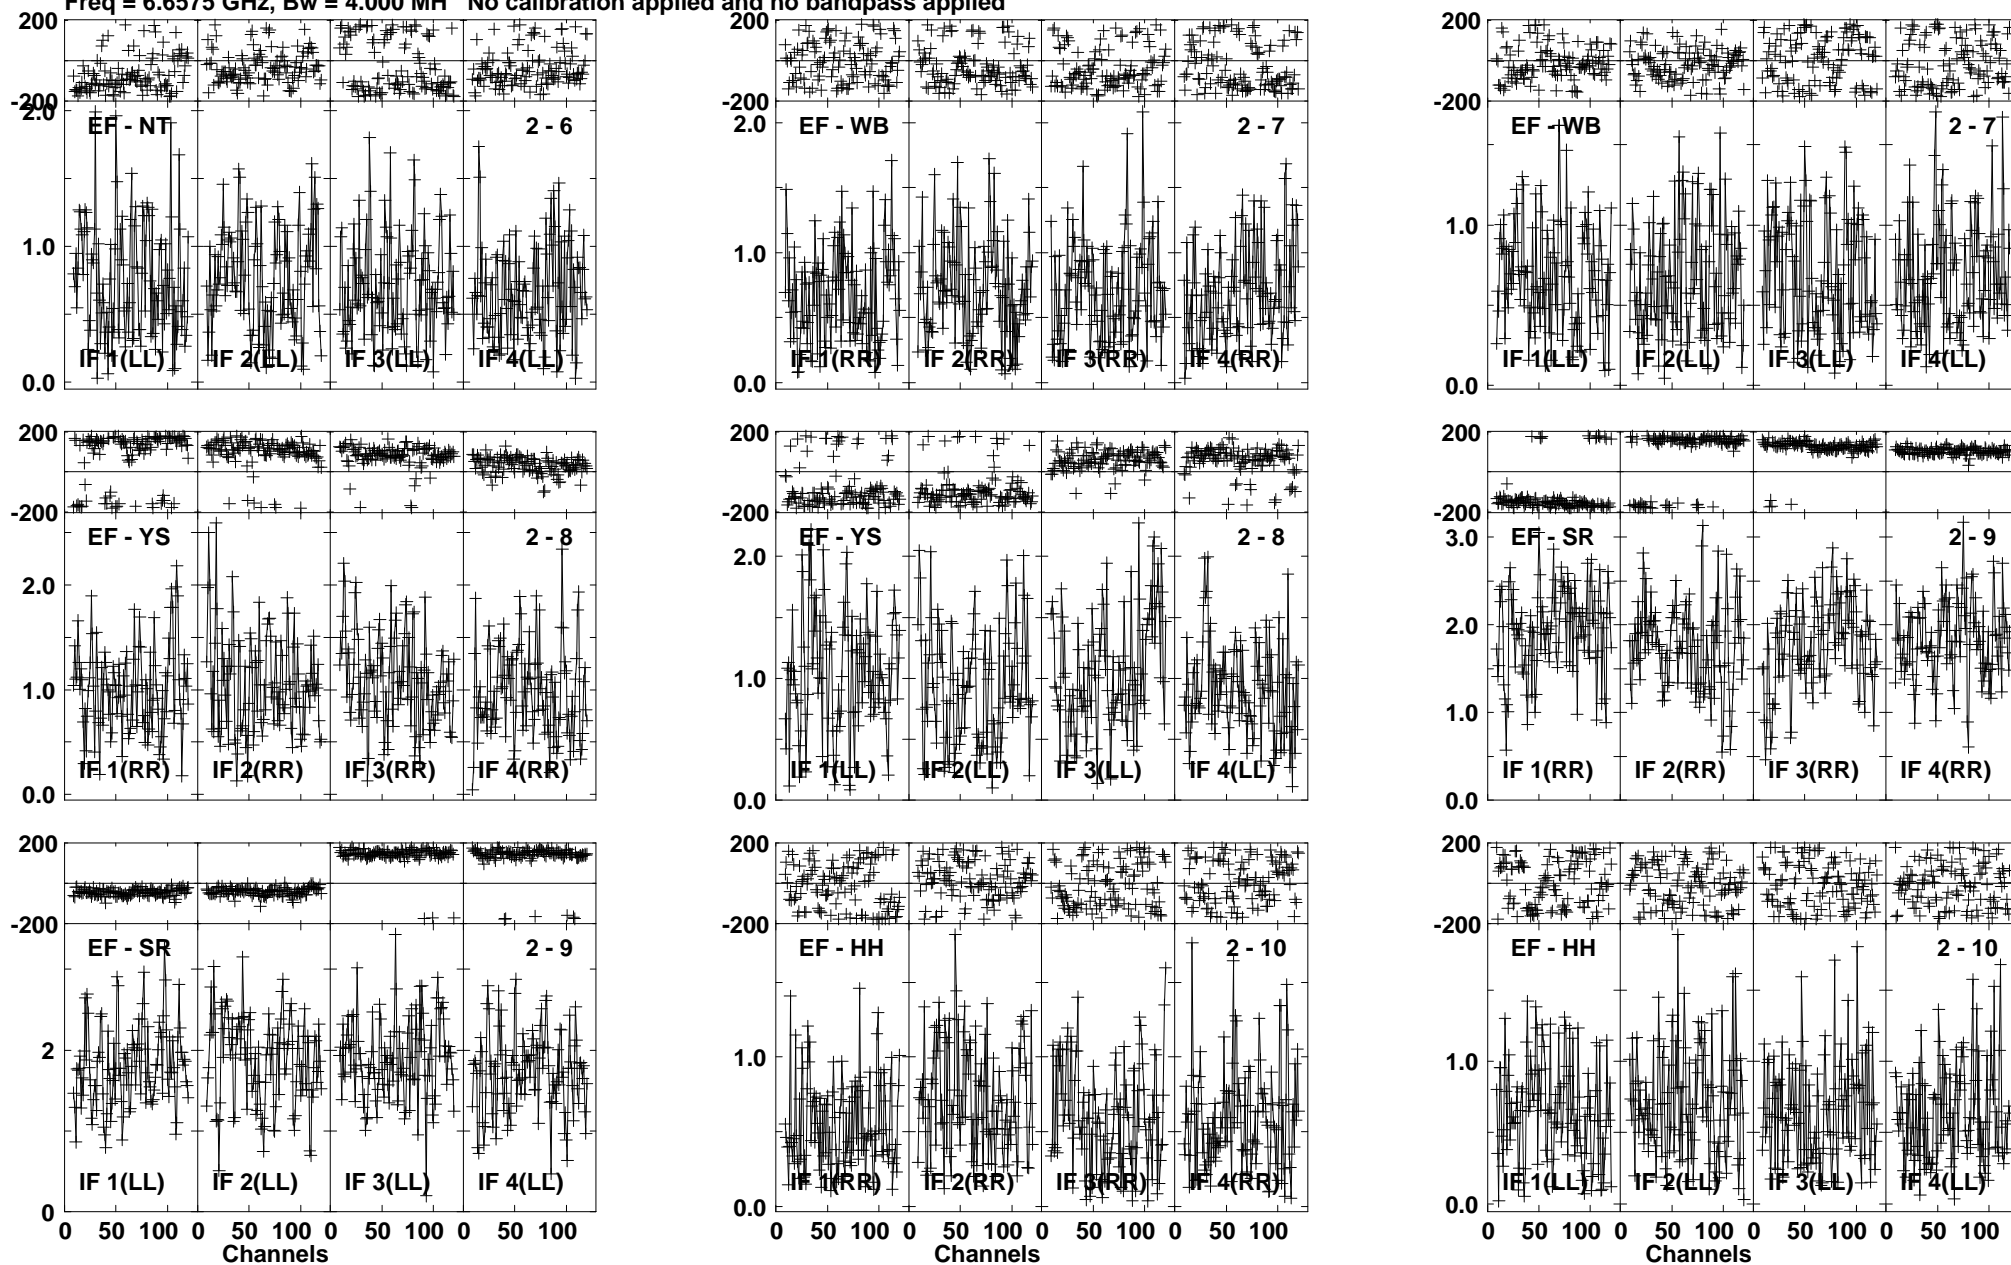 Freq = 6.6575 GHz, Bw = 4.000 MH No calibration applied and no bandpass applied
200
-200
EF - NT 2 - 6
2.0
1.0
0.0
IF 1(LL) IF 2(LL) IF 3(LL) IF 4(LL)
200
-200
EF - WB 2 - 7
2.0
1.0
0.0
IF 1(RR) IF 2(RR) IF 3(RR) IF 4(RR)
200
-200
EF - WB 2 - 7
1.0
0.0
IF 1(LL) IF 2(LL) IF 3(LL) IF 4(LL)
200
-200
EF - YS 2 - 8
2.0
1.0
0.0
IF 1(RR) IF 2(RR) IF 3(RR) IF 4(RR)
200
-200
EF - YS 2 - 8
2.0
1.0
0.0
IF 1(LL) IF 2(LL) IF 3(LL) IF 4(LL)
200
-200
EF - SR 2 - 9
3.0
2.0
1.0
0.0
IF 1(RR) IF 2(RR) IF 3(RR) IF 4(RR)
200
-200
EF - SR 2 - 9
2
0
IF 1(LL) IF 2(LL) IF 3(LL) IF 4(LL)
0 50 100 0 50 100 0 50 100 0 50 100
Channels
200
-200
EF - HH 2 - 10
1.0
0.0
IF 1(RR) IF 2(RR) IF 3(RR) IF 4(RR)
0 50 100 0 50 100 0 50 100 0 50 100
Channels
200
-200
EF - HH 2 - 10
1.0
0.0
IF 1(LL) IF 2(LL) IF 3(LL) IF 4(LL)
0 50 100 0 50 100 0 50 100 0 50 100
Channels